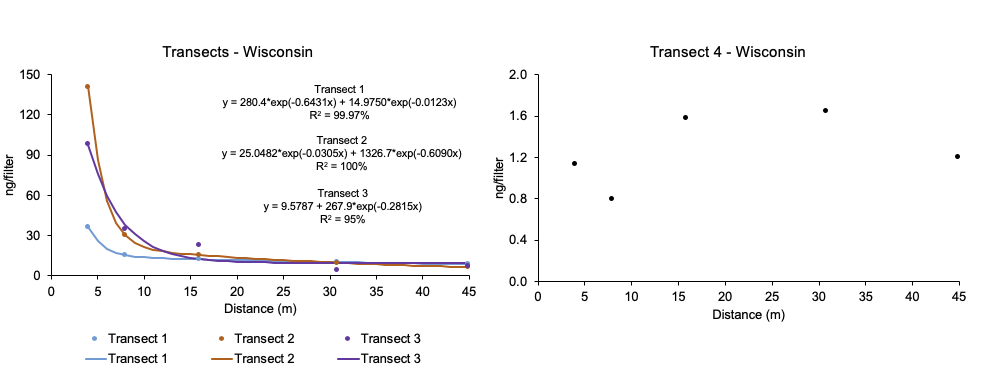 Transects - Wisconsin
150
120
90
60
30
0
ng/filter
Transect 1
y = 280.4*exp(-0.6431x) + 14.9750*exp(-0.0123x)
R² = 99.97%
Transect 2
y = 25.0482*exp(-0.0305x) + 1326.7*exp(-0.6090x)
R² = 100%
Transect 3
y = 9.5787 + 267.9*exp(-0.2815x)
R² = 95%
0 5 10 15 20 25 30 35 40 45
Distance (m)
Transect 1 Transect 2 Transect 3
Transect 1 Transect 2 Transect 3
Transect 4 - Wisconsin
2.0
1.6
1.2
0.8
0.4
0.0
ng/filter
0 5 10 15 20 25 30 35 40 45
Distance (m)